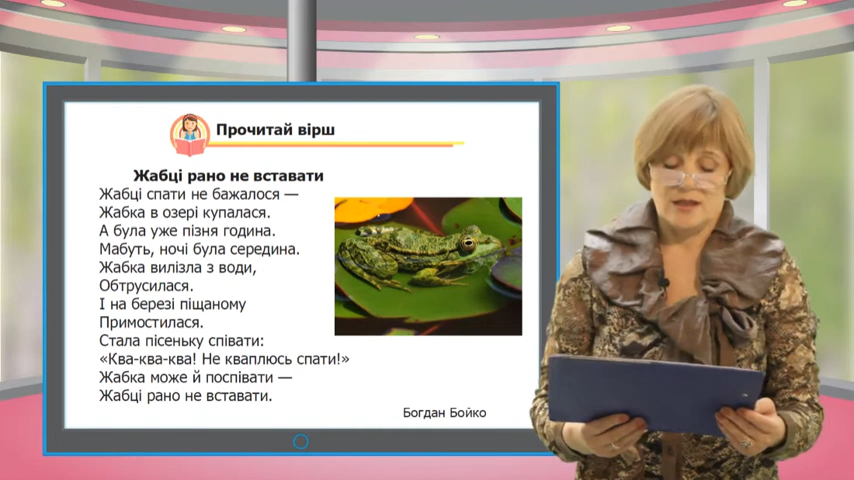 Прочитай вірш
Жабці рано не вставати
Жабці спати не бажалося —
Жабка в озері купалася.
А була уже пізня година.
Мабуть, ночі була середина.
Жабка вилізла з води,
Обтрусилася.
І на березі піщаному
Примостилася.
Стала пісеньку співати:
«Ква-ква-ква! Не кваплюсь спати!»
Жабка може й поспівати —
Жабці рано не вставати.
Богдан Бойко